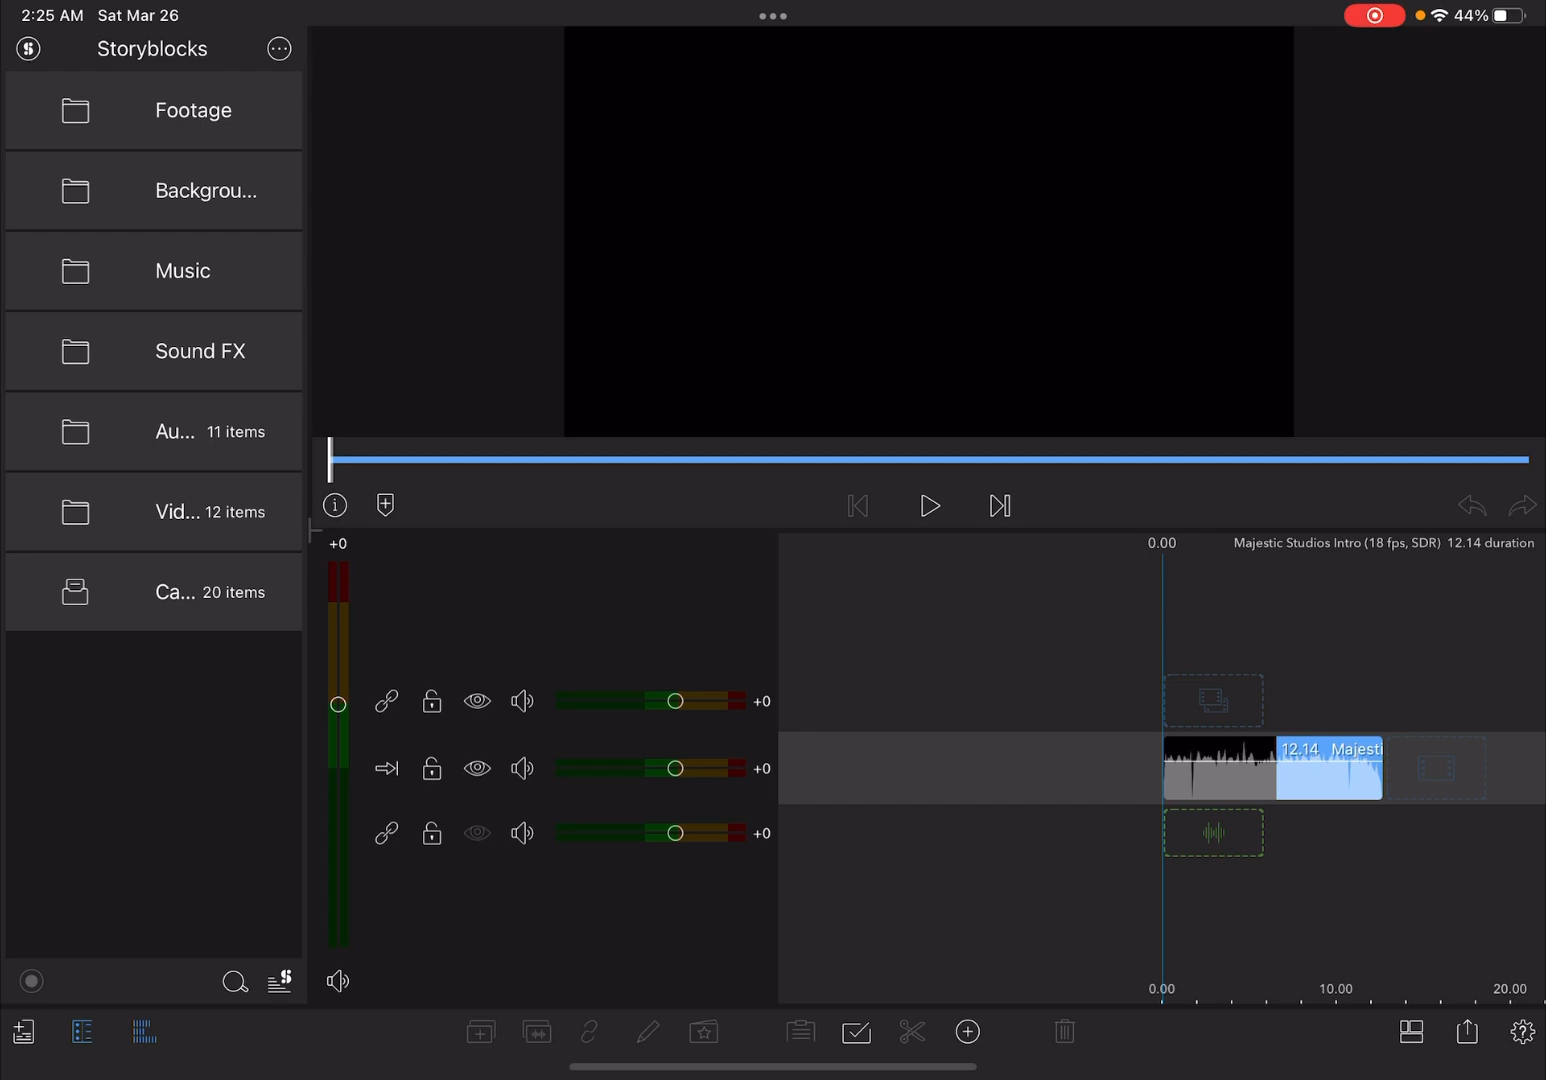 2:25 AM Sat Mar 26
44%
Storyblocks
Footage
Backgrou...
Music
Sound FX
Au... 11 items
Vid... 12 items
Ca... 20 items
+0
0.00
Majestic Studios Intro (18 fps, SDR) 12.14 duration
+0
12.14 Majesti
+0
+0
0.00
10.00
20.00